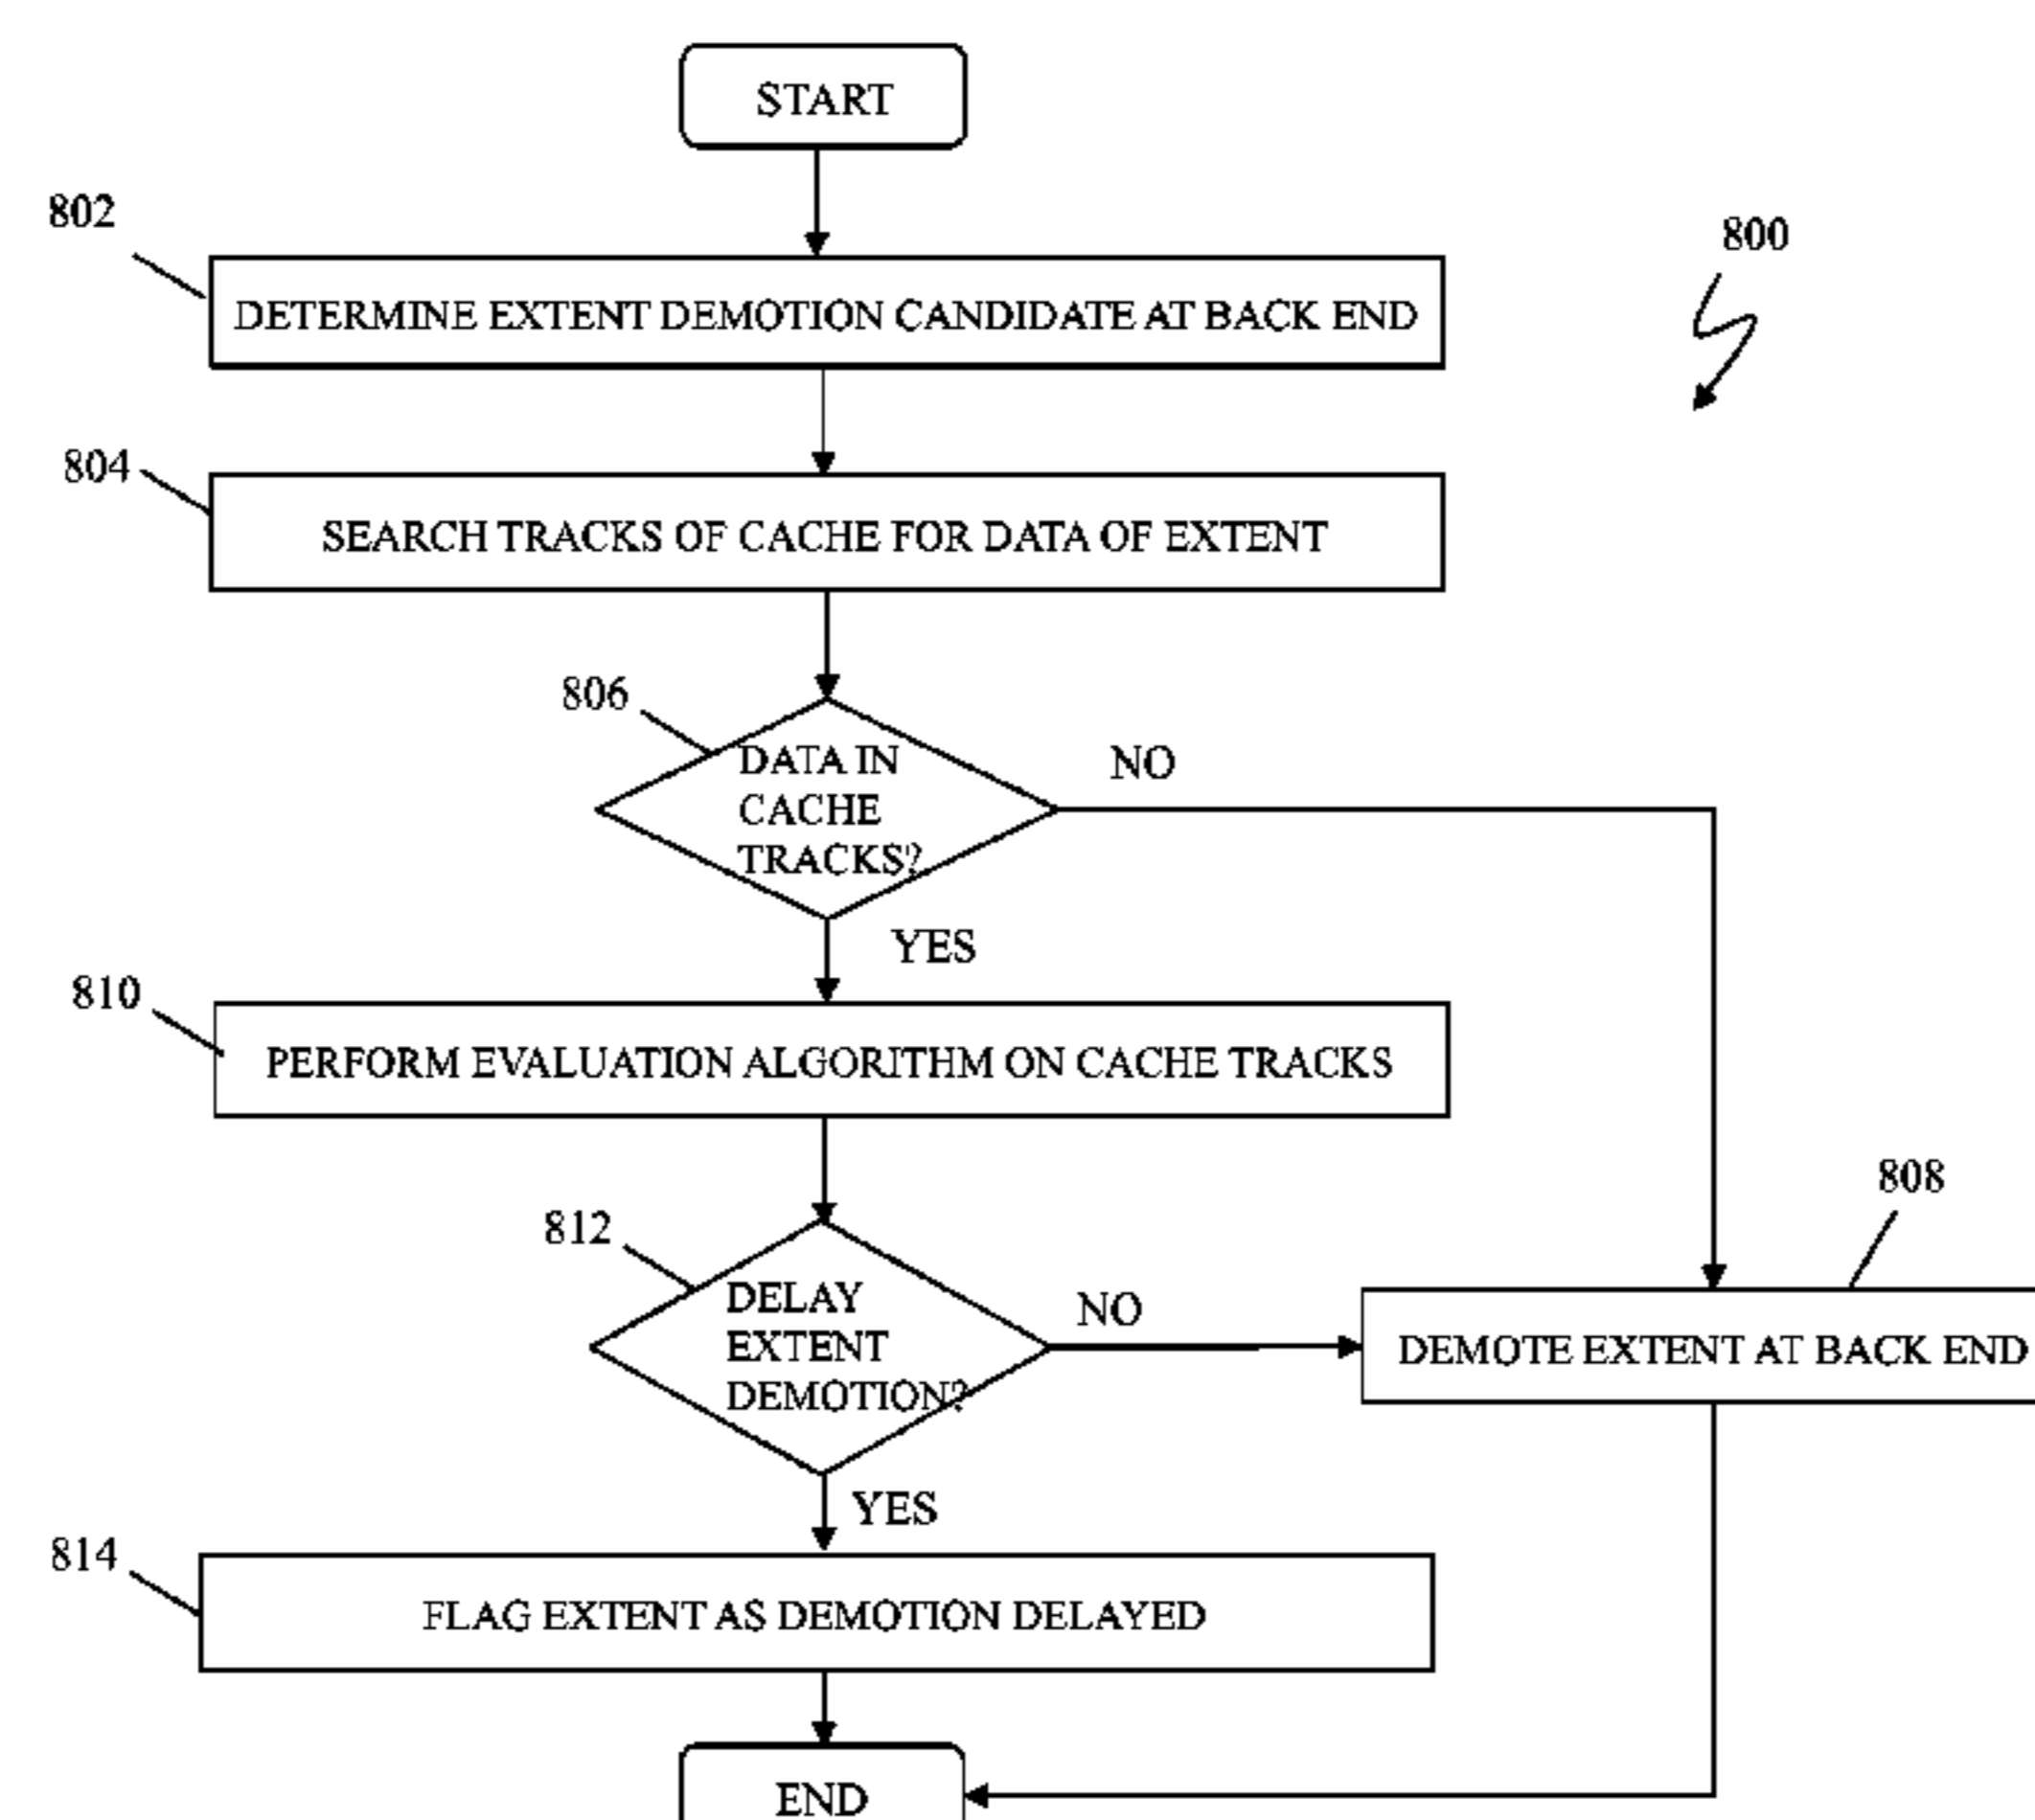 START
802
800
DETERMINE EXTENT DEMOTION CANDIDATE AT BACK END
804
SEARCH TRACKS OF CACHE FOR DATA OF EXTENT
806
DATA IN
CACHE
TRACKS?
NO
YES
810
PERFORM EVALUATION ALGORITHM ON CACHE TRACKS
808
812
DELAY
EXTENT
DEMOTION?
NO
DEMOTE EXTENT AT BACK END
YES
814
FLAG EXTENT AS DEMOTION DELAYED
END